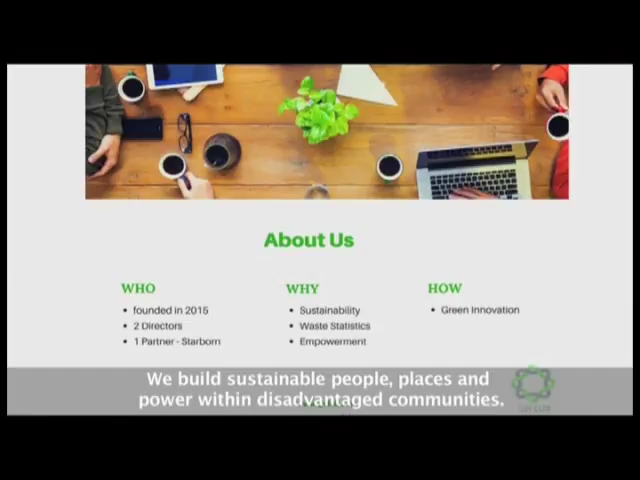 About Us
WHO
• founded in 2015
• 2 Directors
• 1 Partner - Starborn
WHY
• Sustainability
• Waste Statistics
• Empowerment
HOW
• Green Innovation
We build sustainable people, places and
power within disadvantaged communities.